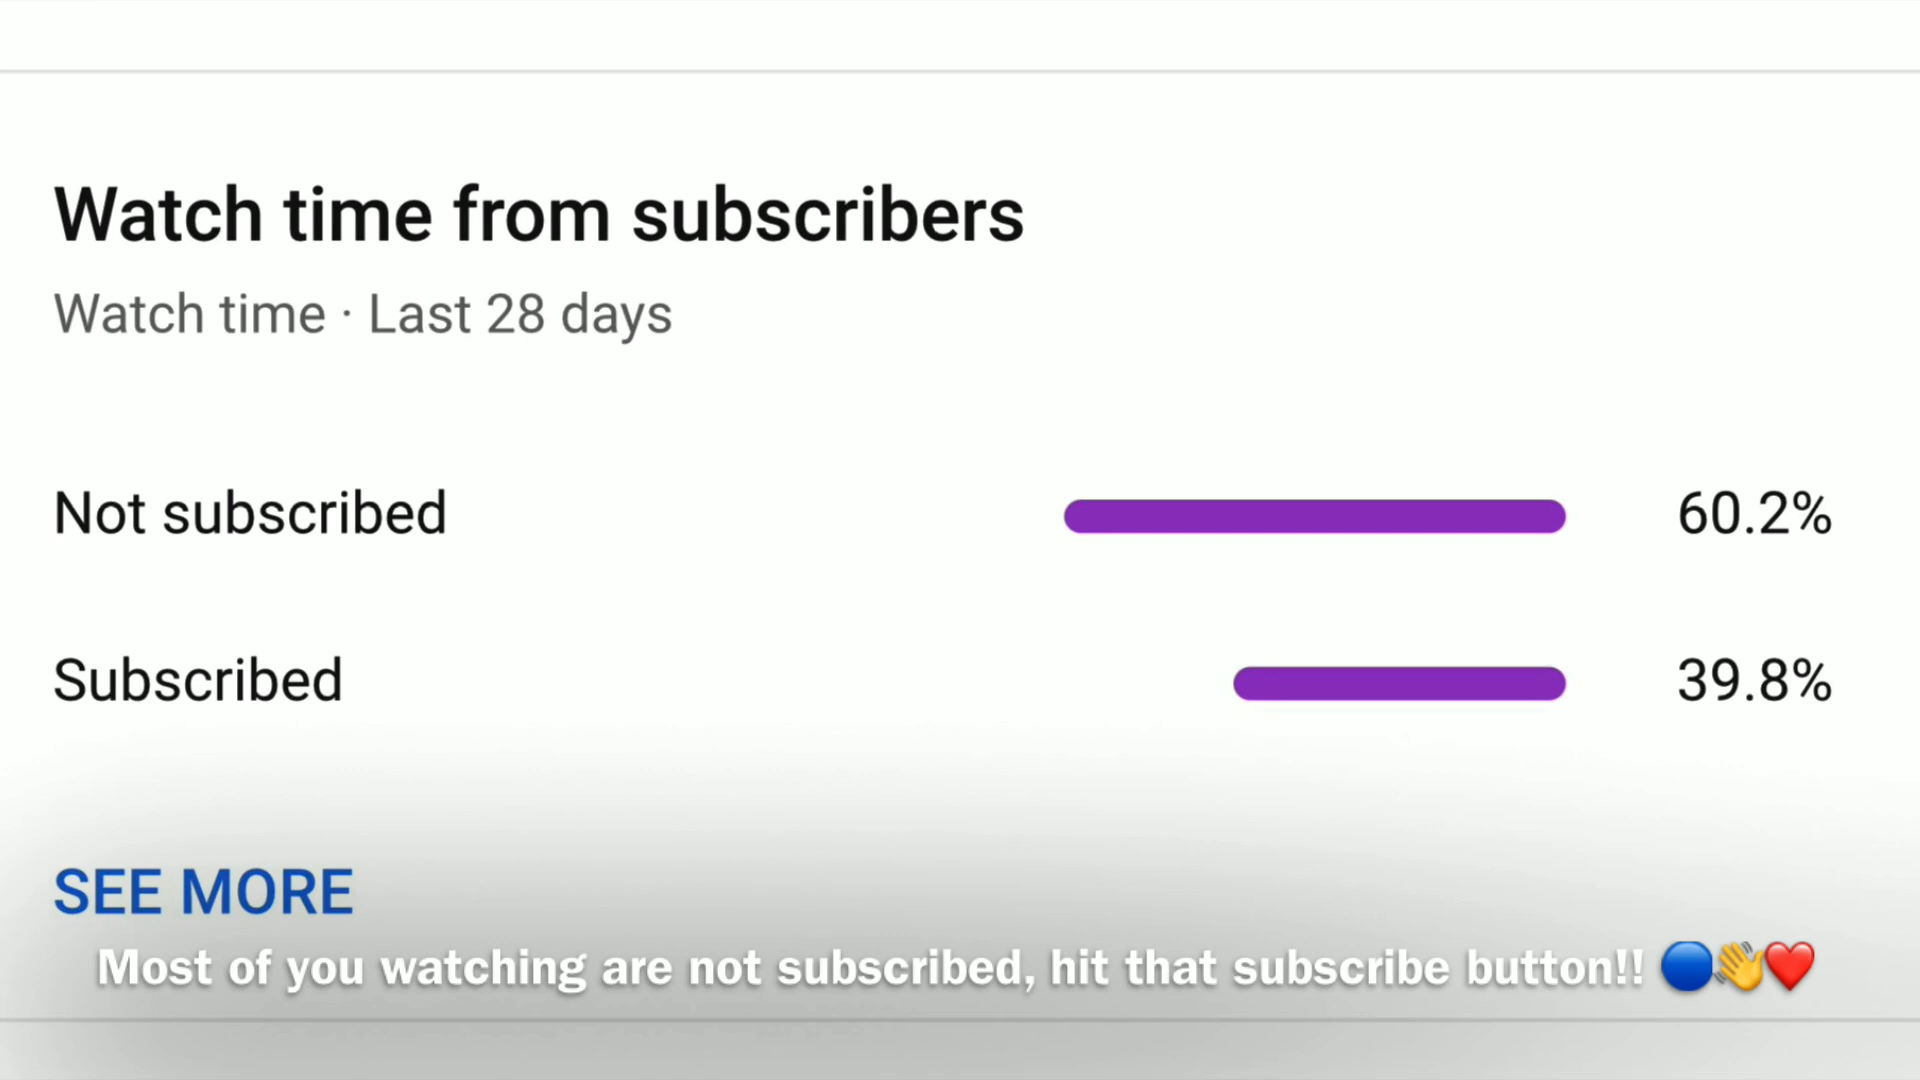 Watch time from subscribers
Watch time · Last 28 days
Not subscribed 60.2%
Subscribed 39.8%
SEE MORE
Most of you watching are not subscribed, hit that subscribe button!! 🔵👋❤️